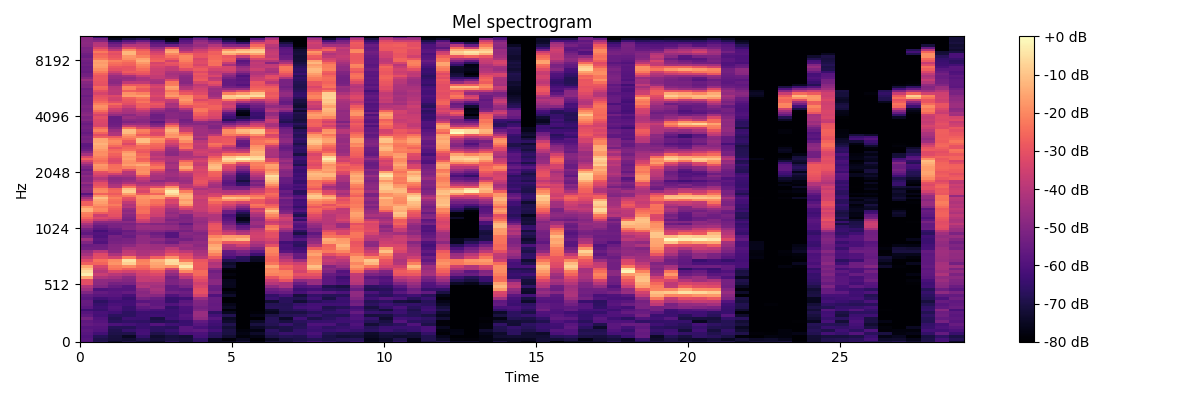 Mel spectrogram
8192
4096
2048
1024
512
0
Hz
0 5 10 15 20 25
Time
+0 dB
-10 dB
-20 dB
-30 dB
-40 dB
-50 dB
-60 dB
-70 dB
-80 dB